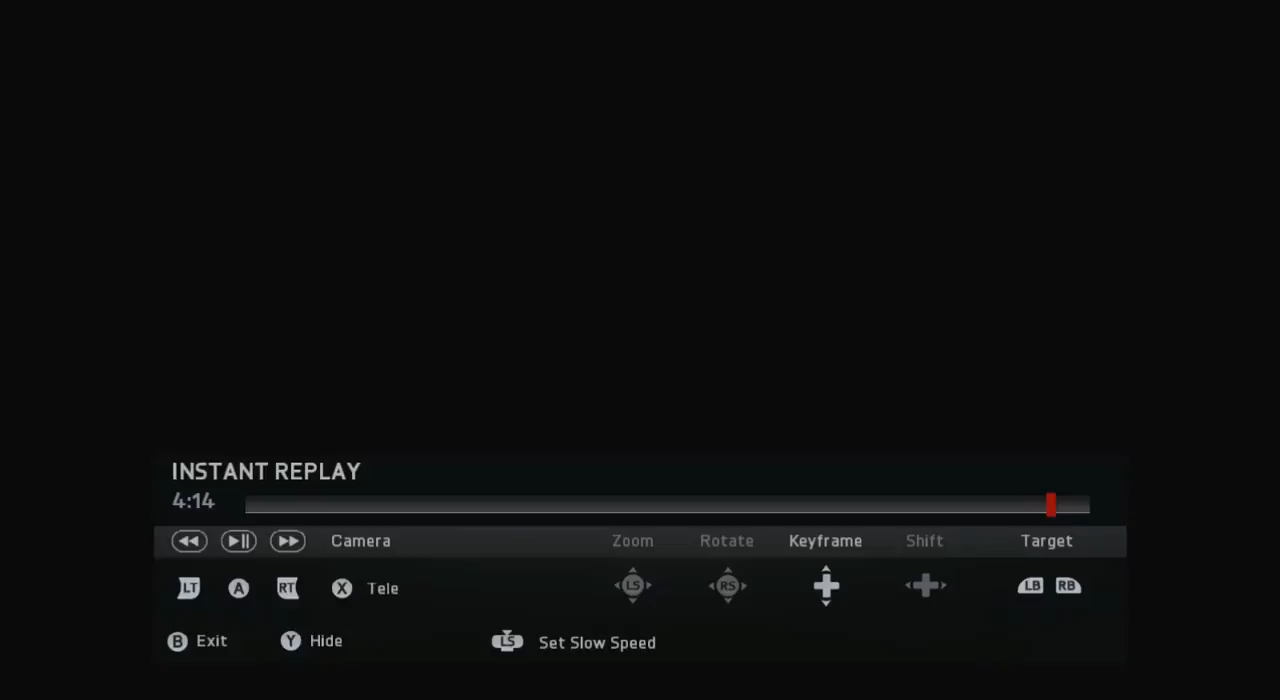 INSTANT REPLAY
4:14
Camera Zoom Rotate Keyframe Shift Target
LT A RT X Tele LS RS LB RB
B Exit Y Hide LS Set Slow Speed